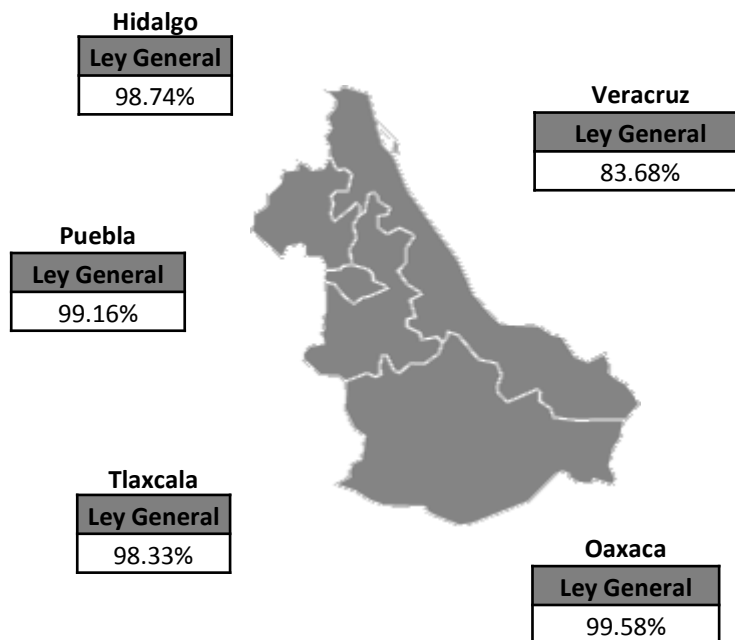 Hidalgo
Ley General
98.74%
Veracruz
Ley General
83.68%
Puebla
Ley General
99.16%
Tlaxcala
Ley General
98.33%
Oaxaca
Ley General
99.58%